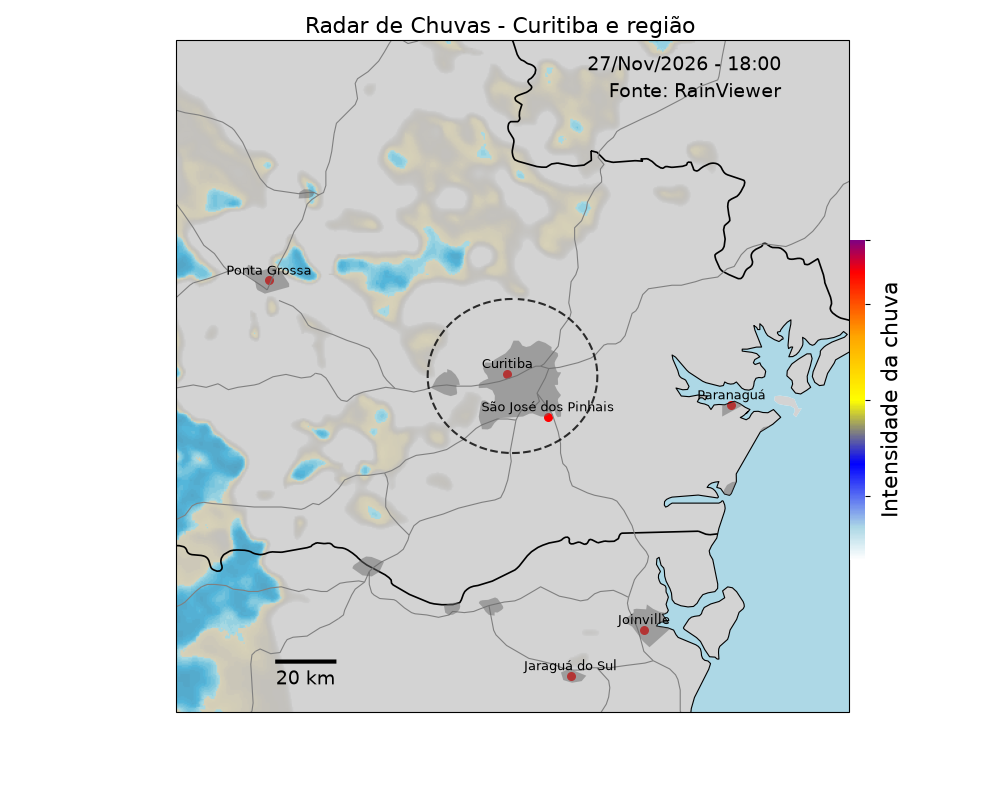 Radar de Chuvas - Curitiba e região
27/Nov/2026 - 18:00
Fonte: RainViewer
Ponta Grossa
Curitiba
Paranaguá
São José dos Pinhais
Joinville
Jaraguá do Sul
20 km
Intensidade da chuva